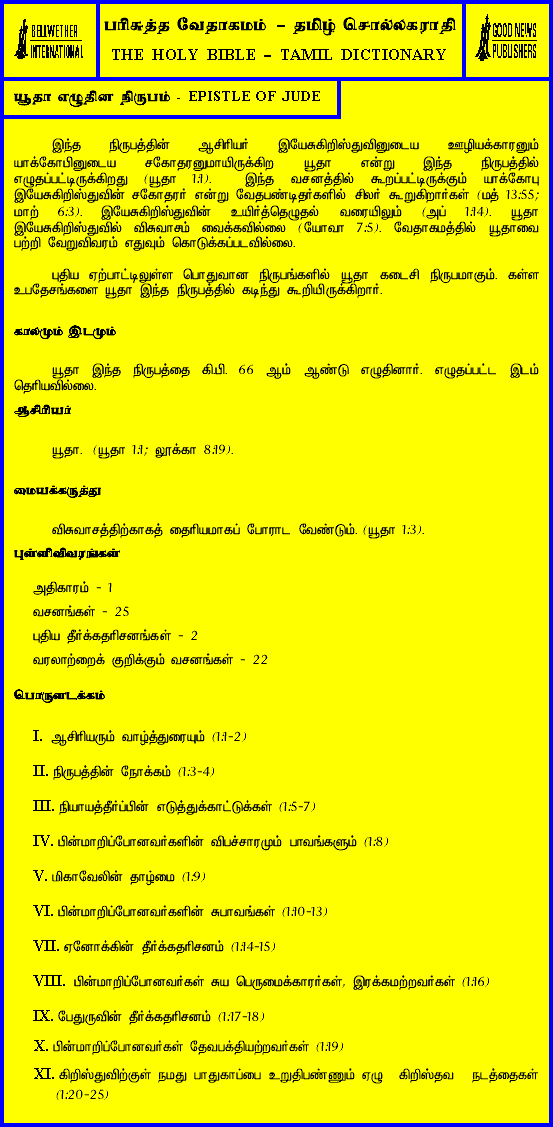 BELLWETHER
INTERNATIONAL
பரிசுத்த வேதாகமம் – தமிழ் சொல்லகராதி
THE HOLY BIBLE – TAMIL DICTIONARY
GOOD NEWS
PUBLISHERS
யூதா எழுதின நிருபம் - EPISTLE OF JUDE
இந்த நிருபத்தின் ஆசிரியர் இயேசுகிறிஸ்துவினுடைய ஊழியக்காரனும்
யாக்கோபினுடைய சகோதரனுமாயிருக்கிற யூதா என்று இந்த நிருபத்தில்
எழுதப்பட்டிருக்கிறது (யூதா 1:1). இந்த வசனத்தில் கூறப்பட்டிருக்கும் யாக்கோபு
இயேசுகிறிஸ்துவின் சகோதரர் என்று வேதபண்டிதர்களில் சிலர் கூறுகிறார்கள் (மத் 13:55;
மாற் 6:3). இயேசுகிறிஸ்துவின் உயிர்த்தெழுதல் வரையிலும் (அப் 1:14). யூதா
இயேசுகிறிஸ்துவில் விசுவாசம் வைக்கவில்லை (யோவா 7:5). வேதாகமத்தில் யூதாவை
பற்றி வேறுவிவரம் எதுவும் கொடுக்கப்படவில்லை.
புதிய ஏற்பாட்டிலுள்ள பொதுவான நிருபங்களில் யூதா கடைசி நிருபமாகும். கள்ள
உபதேசங்களை யூதா இந்த நிருபத்தில் கடிந்து கூறியிருக்கிறார்.
காலமும் இடமும்
யூதா இந்த நிருபத்தை கி.பி. 66 ஆம் ஆண்டு எழுதினார். எழுதப்பட்ட இடம்
தெரியவில்லை.
ஆசிரியர்
யூதா. (யூதா 1:1; லூக்கா 8:19).
மையக்கருத்து
விசுவாசத்திற்காகத் தைரியமாகப் போராட வேண்டும். (யூதா 1:3).
புள்ளிவிவரங்கள்
அதிகாரம் - 1
வசனங்கள் - 25
புதிய தீர்க்கதரிசனங்கள் - 2
வரலாற்றைக் குறிக்கும் வசனங்கள் - 22
பொருளடக்கம்
I. ஆசிரியரும் வாழ்த்துரையும் (1:1-2)
II. நிருபத்தின் நோக்கம் (1:3-4)
III. நியாயத்தீர்ப்பின் எடுத்துக்காட்டுக்கள் (1:5-7)
IV. பின்மாறிப்போனவர்களின் விபச்சாரமும் பாவங்களும் (1:8)
V. மிகாவேலின் தாழ்மை (1:9)
VI. பின்மாறிப்போனவர்களின் சுபாவங்கள் (1:10-13)
VII. ஏனோக்கின் தீர்க்கதரிசனம் (1:14-15)
VIII. பின்மாறிப்போனவர்கள் சுய பெருமைக்காரர்கள், இரக்கமற்றவர்கள் (1:16)
IX. பேதுருவின் தீர்க்கதரிசனம் (1:17-18)
X. பின்மாறிப்போனவர்கள் தேவபக்தியற்றவர்கள் (1:19)
XI. கிறிஸ்துவிற்குள் நமது பாதுகாப்பை உறுதிபண்ணும் ஏழு கிறிஸ்தவ நடத்தைகள்
(1:20-25)